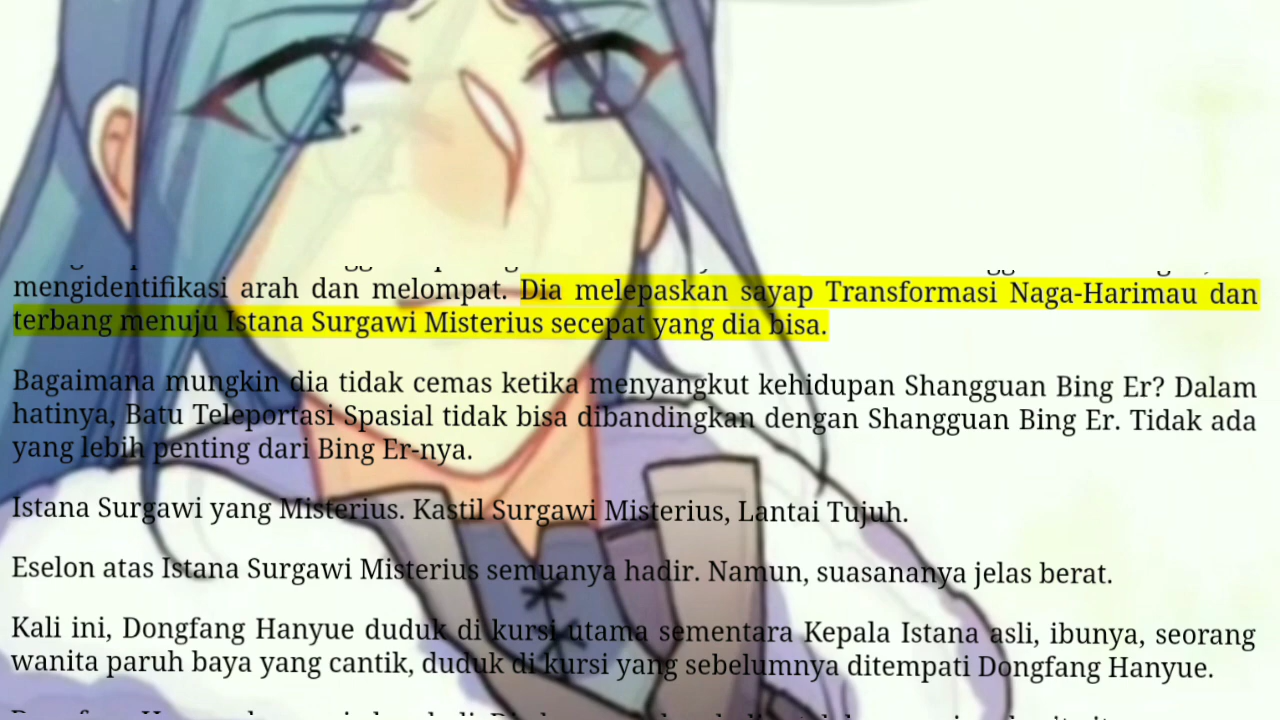 mengidentifikasi arah dan melompat. Dia melepaskan sayap Transformasi Naga-Harimau dan
terbang menuju Istana Surgawi Misterius secepat yang dia bisa.
Bagaimana mungkin dia tidak cemas ketika menyangkut kehidupan Shangguan Bing Er? Dalam
hatinya, Batu Teleportasi Spasial tidak bisa dibandingkan dengan Shangguan Bing Er. Tidak ada
yang lebih penting dari Bing Er-nya.
Istana Surgawi yang Misterius. Kastil Surgawi Misterius, Lantai Tujuh.
Eselon atas Istana Surgawi Misterius semuanya hadir. Namun, suasananya jelas berat.
Kali ini, Dongfang Hanyue duduk di kursi utama sementara Kepala Istana asli, ibunya, seorang
wanita paruh baya yang cantik, duduk di kursi yang sebelumnya ditempati Dongfang Hanyue.